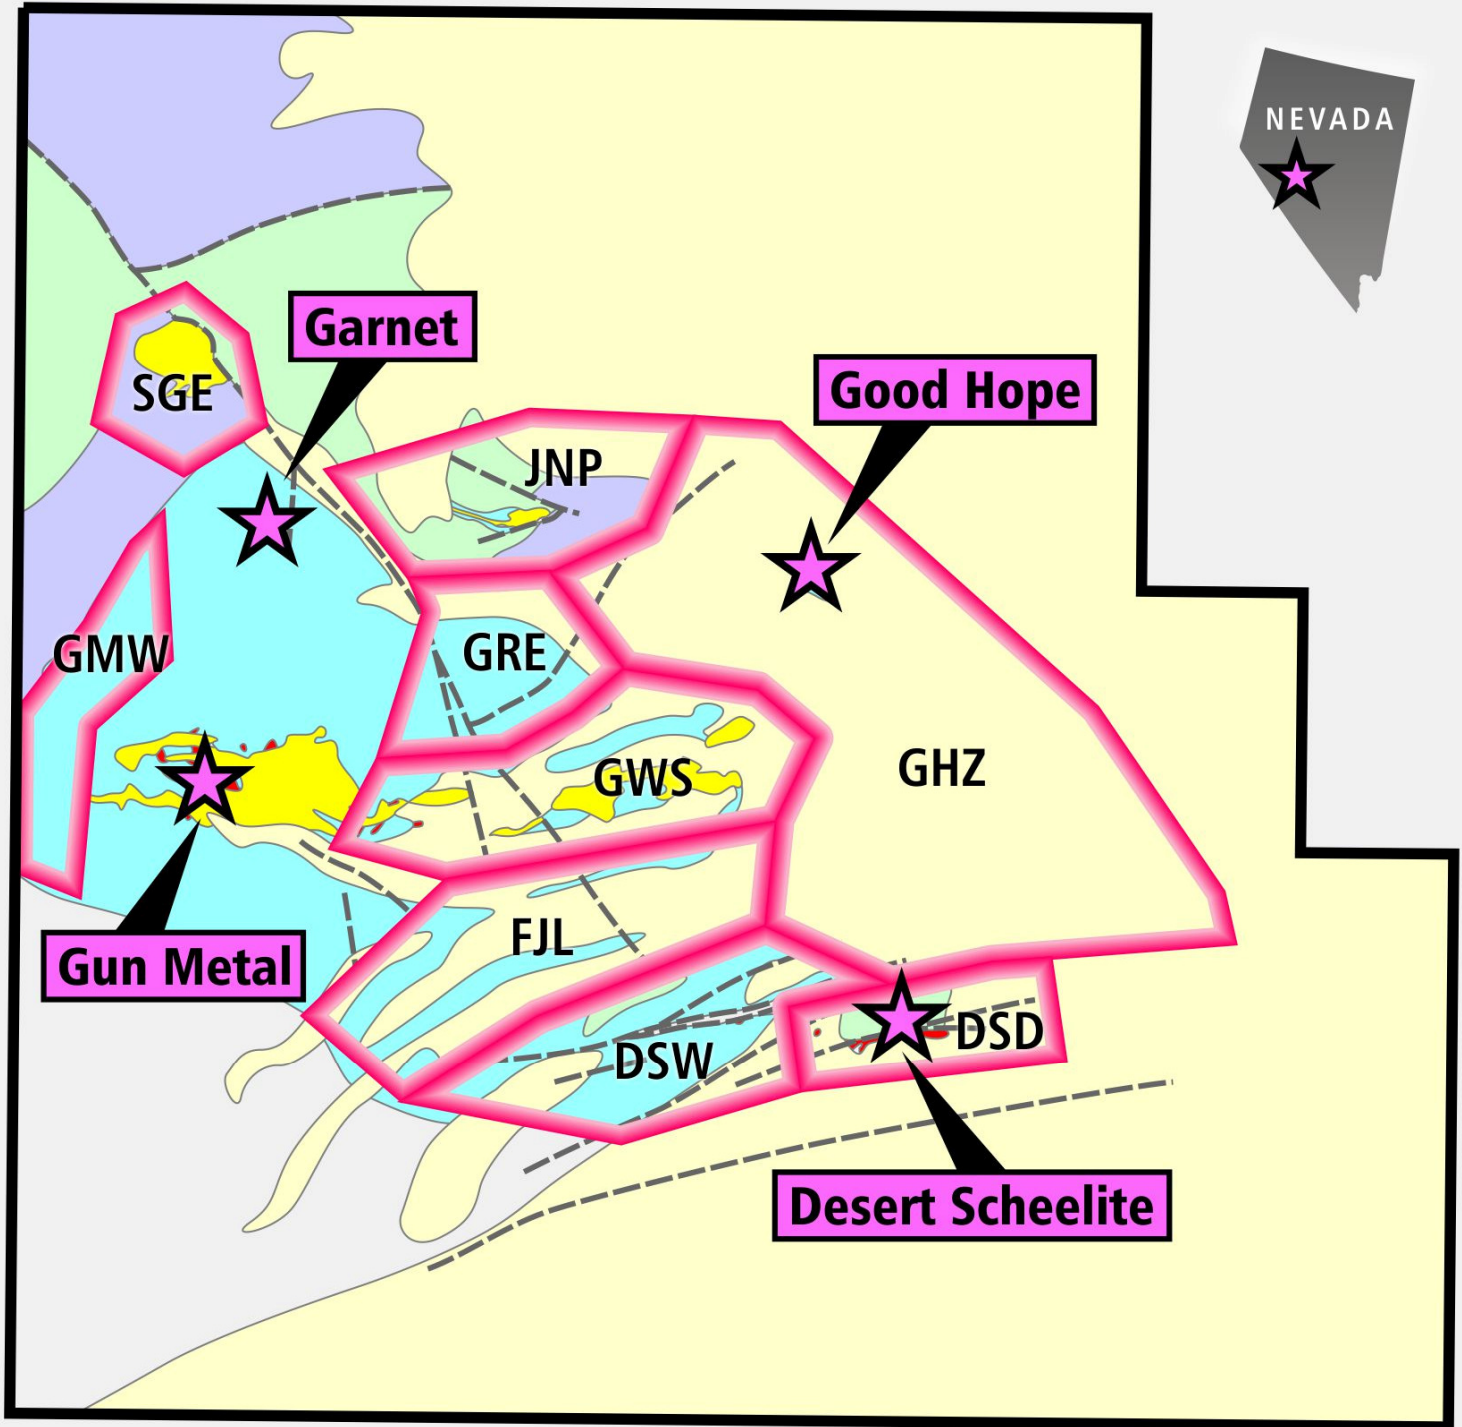 NEVADA
Garnet
Good Hope
SGE
JNP
GMW
GRE
GWS
GHZ
FJL
Gun Metal
DSW
DSD
Desert Scheelite